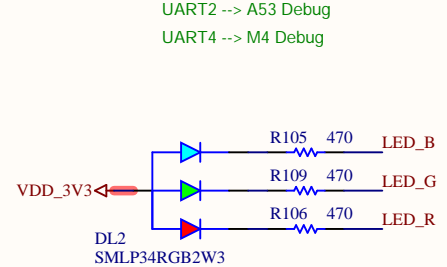 UART2 --> A53 Debug
UART4 --> M4 Debug
R105 470 LED_B
R109 470 LED_G
VDD_3V3
R106 470 LED_R
DL2
SMLP34RGB2W3